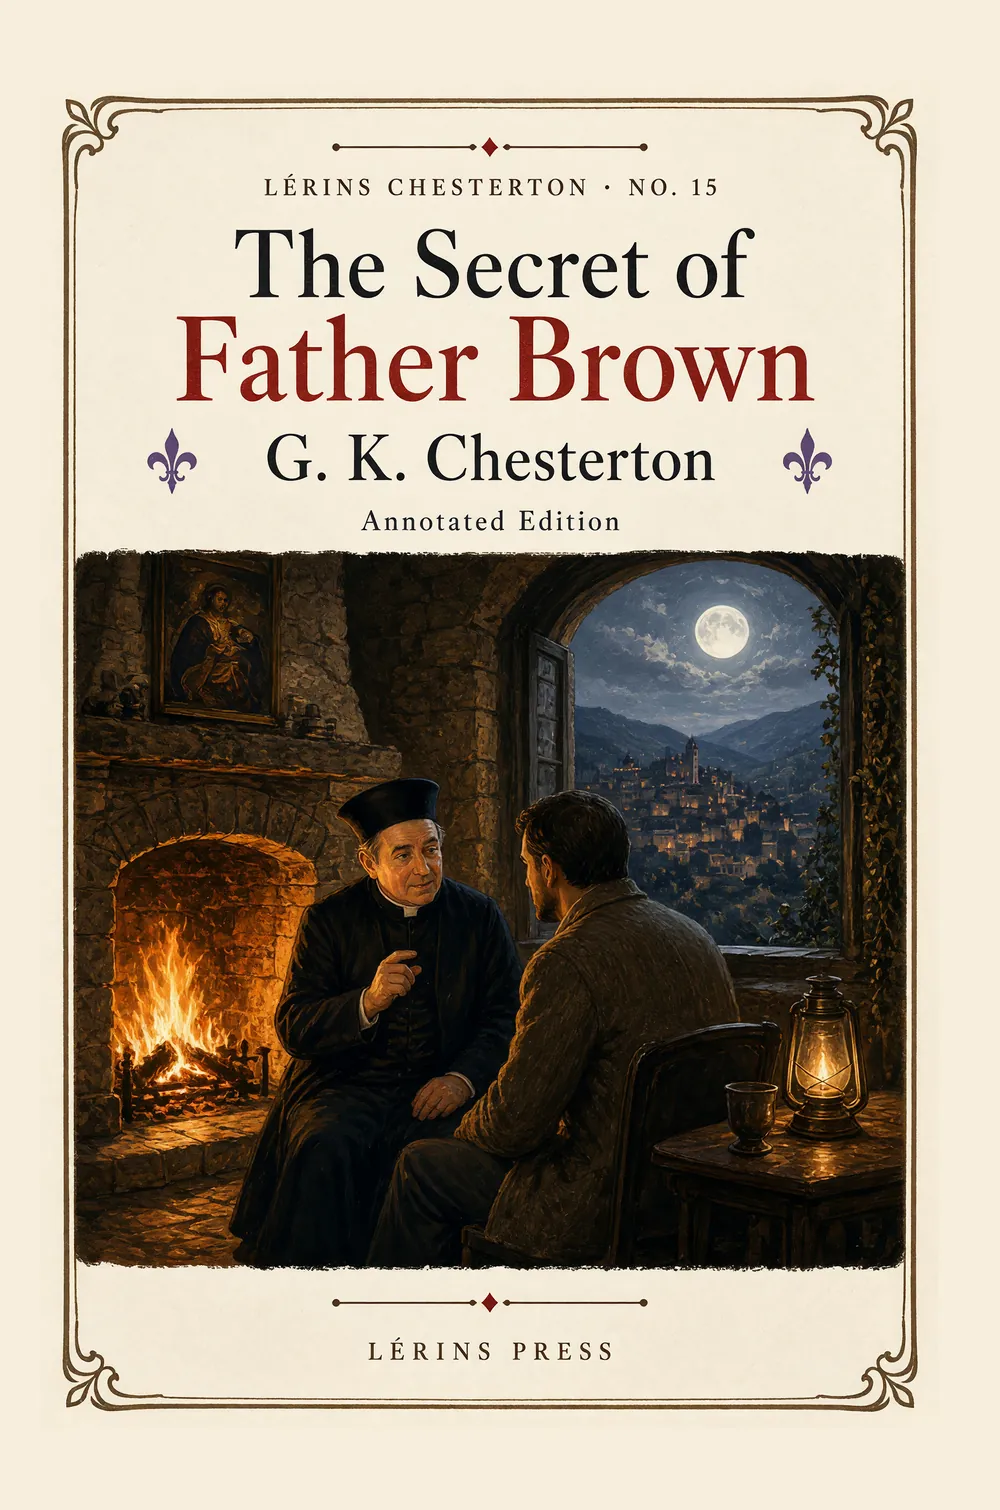 LÉRINS CHESTERTON · NO. 15
The Secret of
Father Brown
G. K. Chesterton
Annotated Edition
LÉRINS PRESS